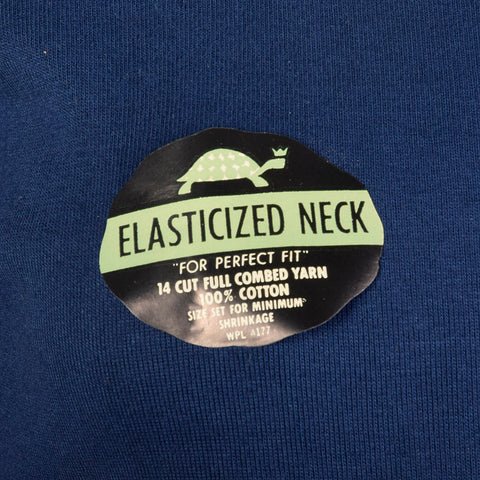 ELASTICIZED NECK
"FOR PERFECT FIT"
14 CUT FULL COMBED YARN
100% COTTON
SIZE SET FOR MINIMUM
SHRINKAGE
WPL 4177